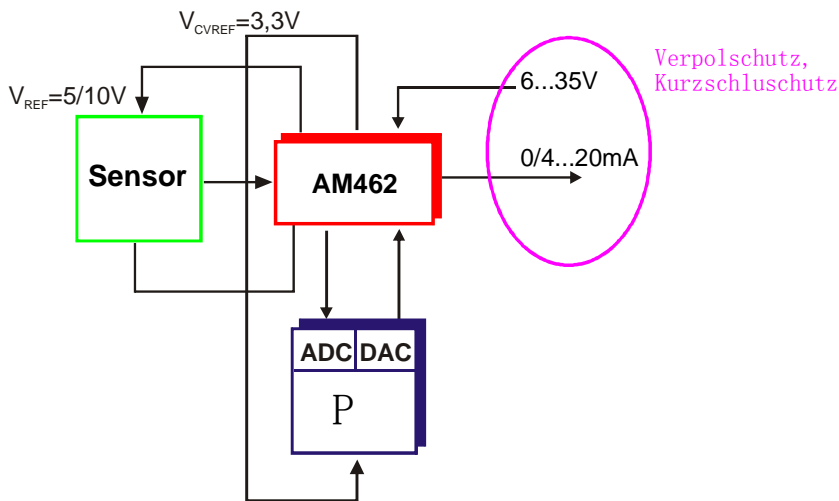 V_CVREF=3,3V
V_REF=5/10V
Verpolschutz,
Kurzschluschutz
6...35V
0/4...20mA
Sensor
AM462
ADC DAC
P